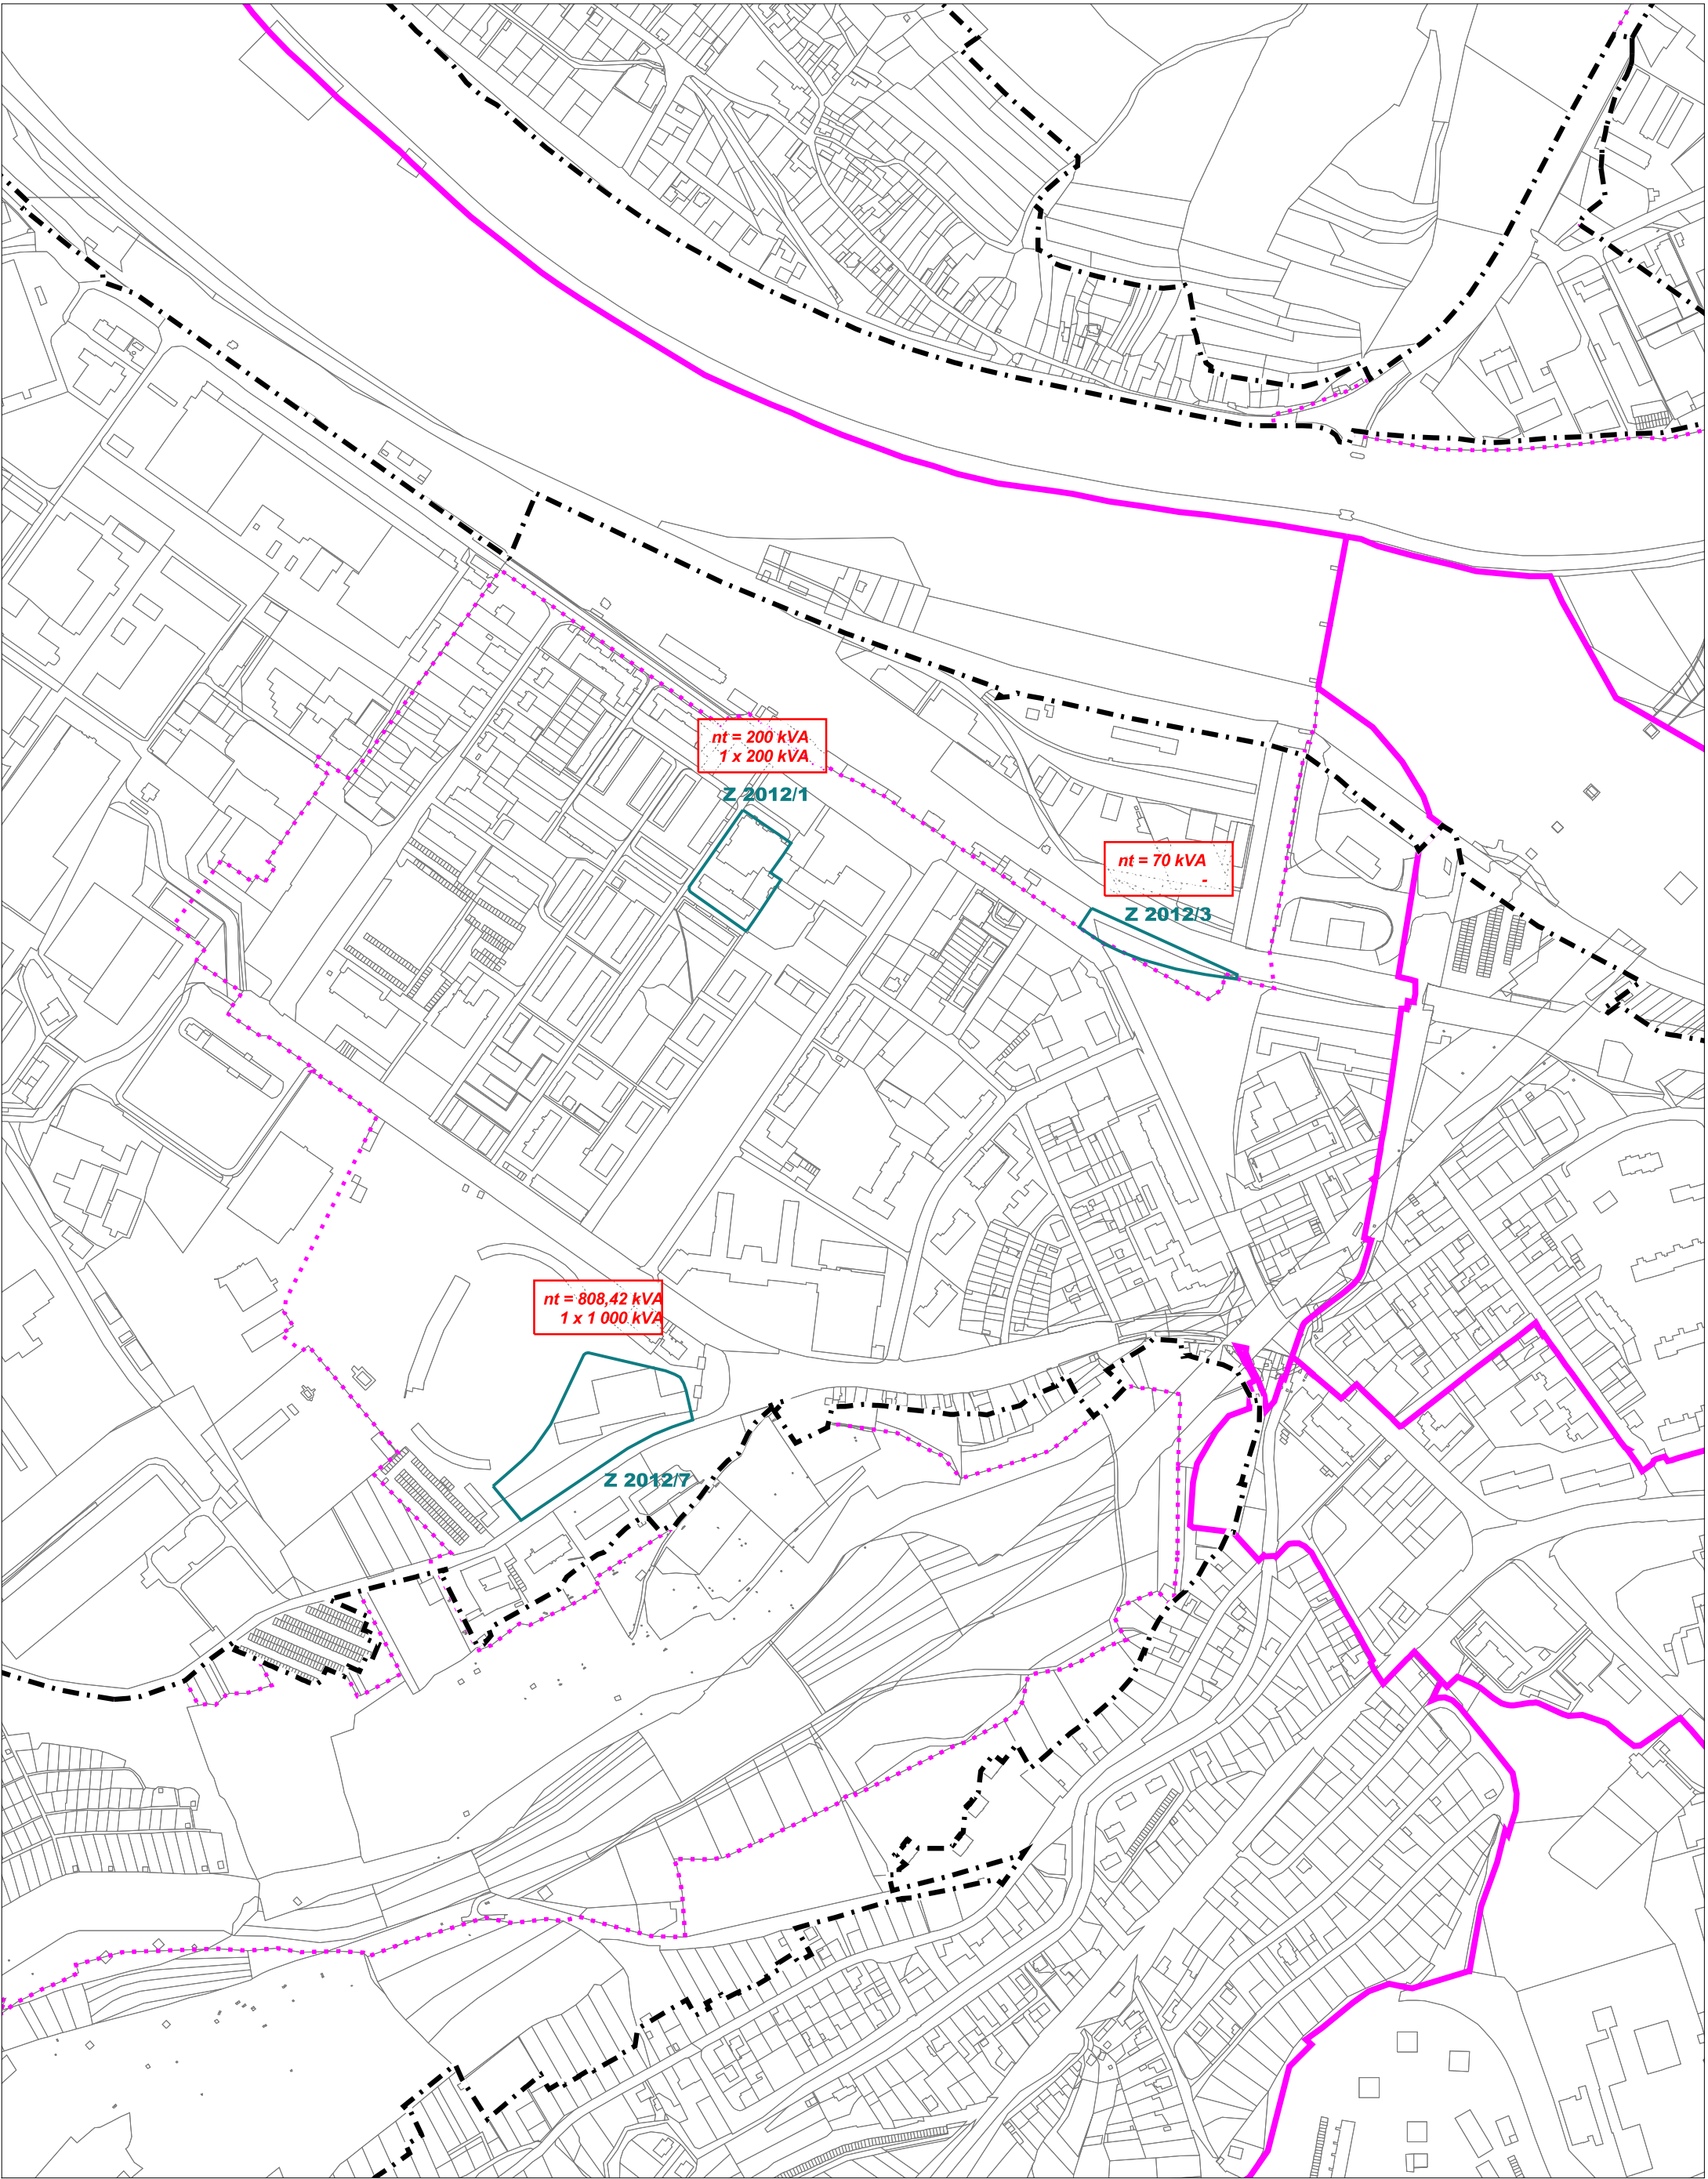 nt = 200 kVA
1 x 200 kVA
Z 2012/1
nt = 70 kVA
-
Z 2012/3
nt = 808,42 kVA
1 x 1 000 kVA
Z 2012/7